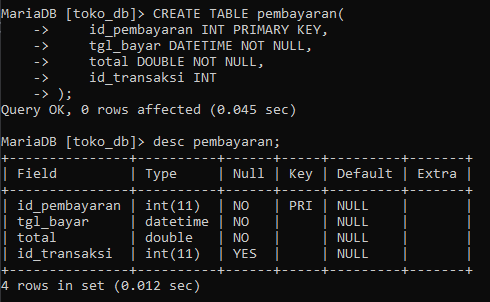 MariaDB [toko_db]> CREATE TABLE pembayaran(
    ->     id_pembayaran INT PRIMARY KEY,
    ->     tgl_bayar DATETIME NOT NULL,
    ->     total DOUBLE NOT NULL,
    ->     id_transaksi INT
    -> );
Query OK, 0 rows affected (0.045 sec)

MariaDB [toko_db]> desc pembayaran;
+---------------+----------+------+-----+---------+-------+
| Field         | Type     | Null | Key | Default | Extra |
+---------------+----------+------+-----+---------+-------+
| id_pembayaran | int(11)  | NO   | PRI | NULL    |       |
| tgl_bayar     | datetime | NO   |     | NULL    |       |
| total         | double   | NO   |     | NULL    |       |
| id_transaksi  | int(11)  | YES  |     | NULL    |       |
+---------------+----------+------+-----+---------+-------+
4 rows in set (0.012 sec)